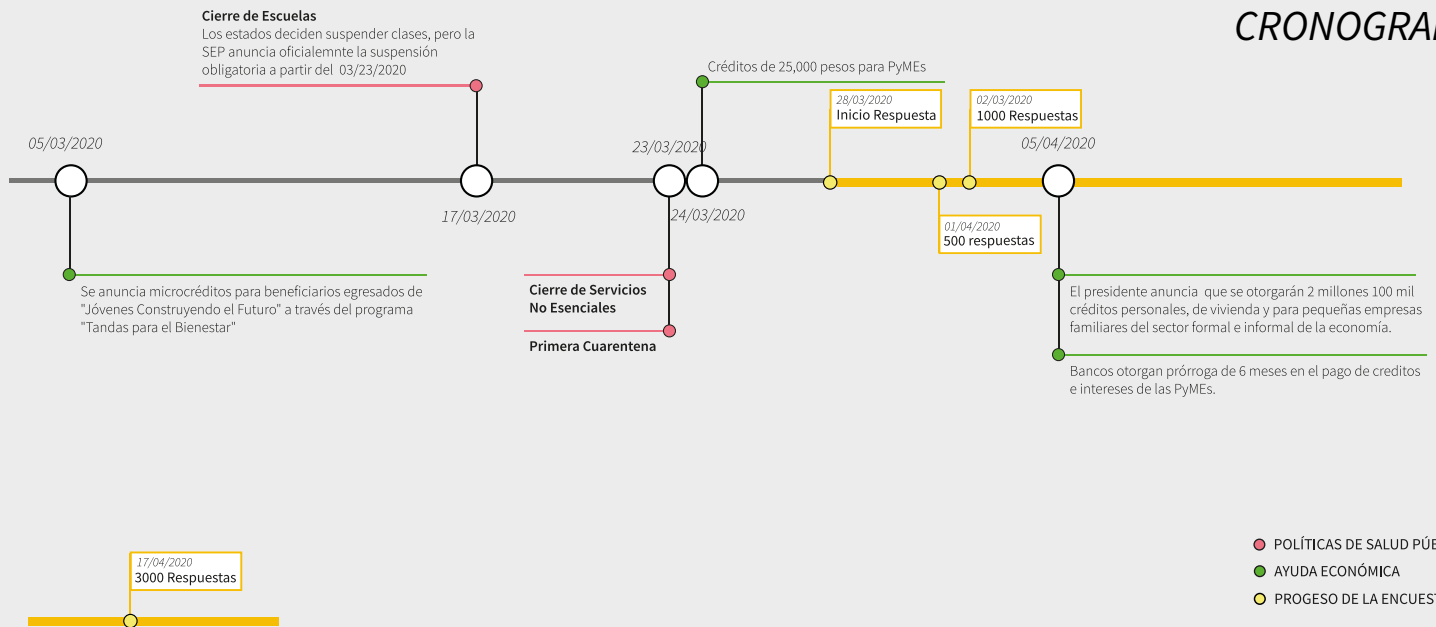 CRONOGRA
Cierre de Escuelas
Los estados deciden suspender clases, pero la
SEP anuncia oficialemnte la suspensión
obligatoria a partir del 03/23/2020
Créditos de 25,000 pesos para PyMEs
28/03/2020
Inicio Respuesta
02/03/2020
1000 Respuestas
05/03/2020
23/03/2020
05/04/2020
17/03/2020
24/03/2020
01/04/2020
500 respuestas
Se anuncia microcréditos para beneficiarios egresados de
"Jóvenes Construyendo el Futuro" a través del programa
"Tandas para el Bienestar"
Cierre de Servicios
No Esenciales
Primera Cuarentena
El presidente anuncia que se otorgarán 2 millones 100 mil
créditos personales, de vivienda y para pequeñas empresas
familiares del sector formal e informal de la economía.
Bancos otorgan prórroga de 6 meses en el pago de creditos
e intereses de las PyMEs.
17/04/2020
3000 Respuestas
POLÍTICAS DE SALUD PÚB
AYUDA ECONÓMICA
PROGESO DE LA ENCUEST